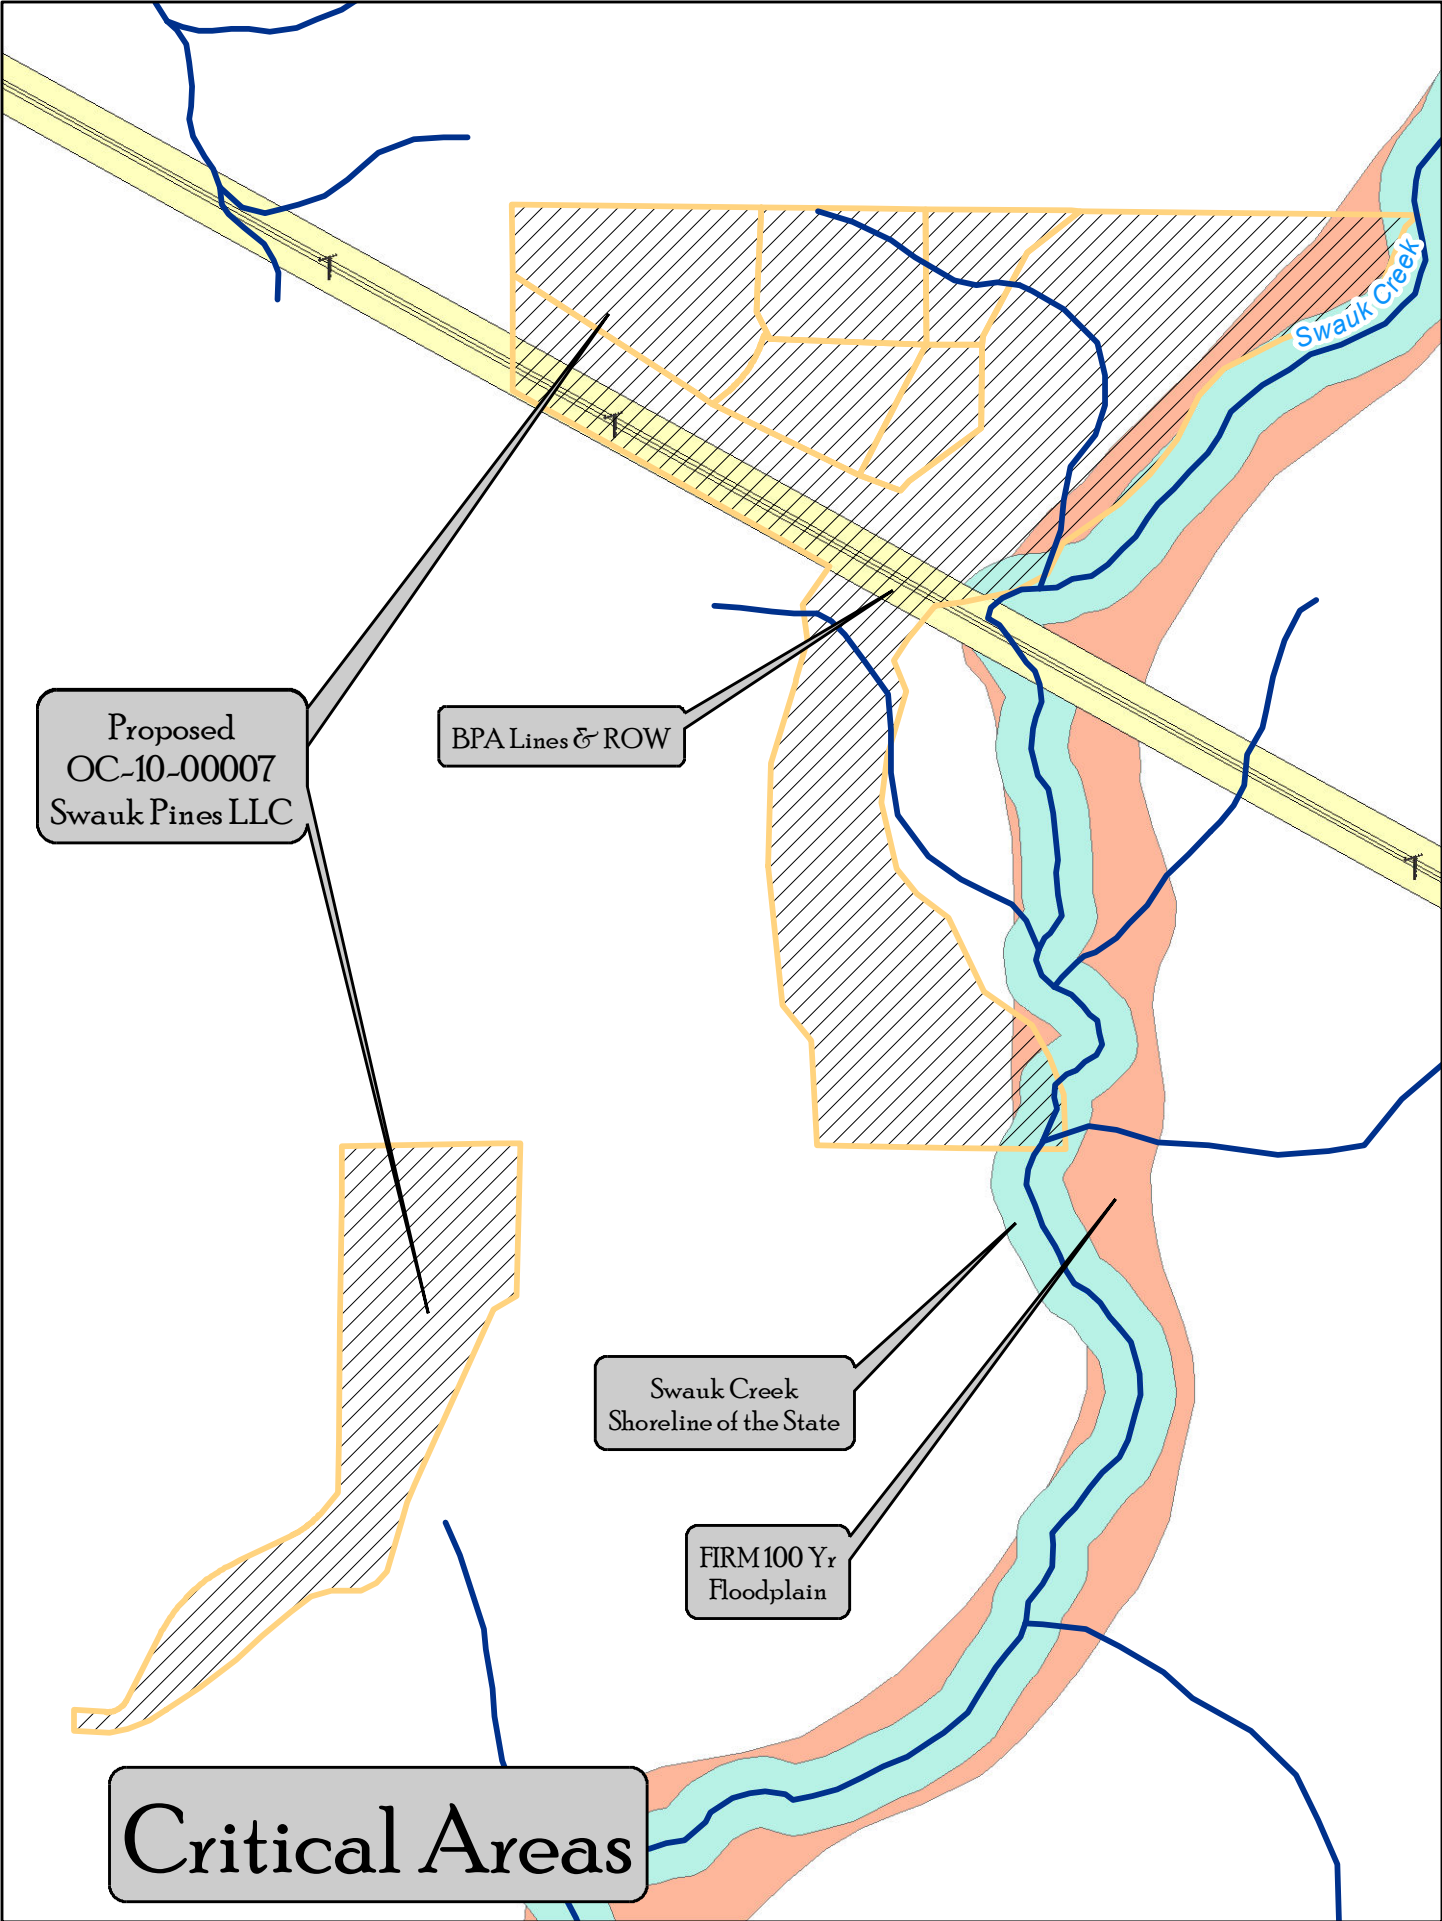 Swauk Creek
Proposed
OC-10-00007
Swauk Pines LLC
BPA Lines & ROW
Swauk Creek
Shoreline of the State
FIRM 100 Yr
Floodplain
Critical Areas